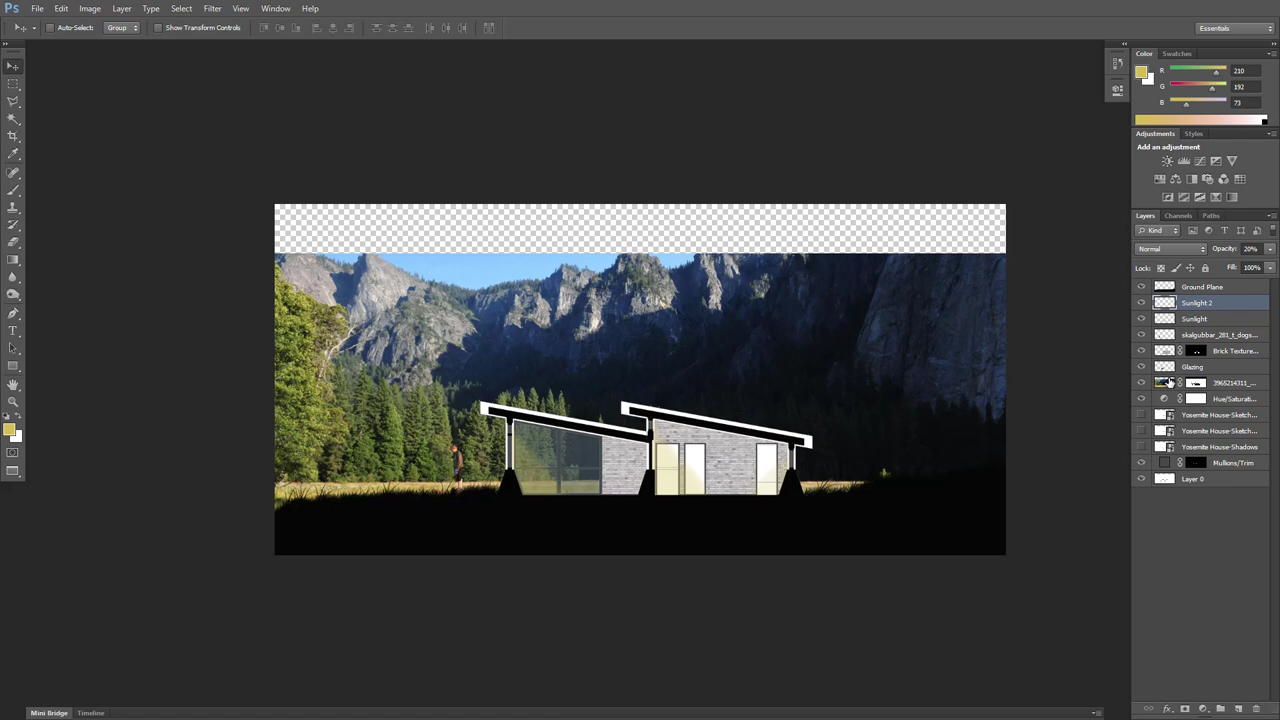 Ps File Edit Image Layer Type Select Filter View Window Help
Auto-Select: Group Show Transform Controls Essentials
Color Swatches
R 210
G 192
B 73
Adjustments Styles
Add an adjustment
Layers Channels Paths
Kind
Normal Opacity: 20%
Lock: Fill: 100%
Ground Plane
Sunlight 2
Sunlight
skalgubbar_281_t_dogs...
Brick Texture...
Glazing
3965214311_...
Hue/Saturati...
Yosemite House-Sketch...
Yosemite House-Sketch...
Yosemite House-Shadows
Mullions/Trim
Layer 0
Mini Bridge Timeline